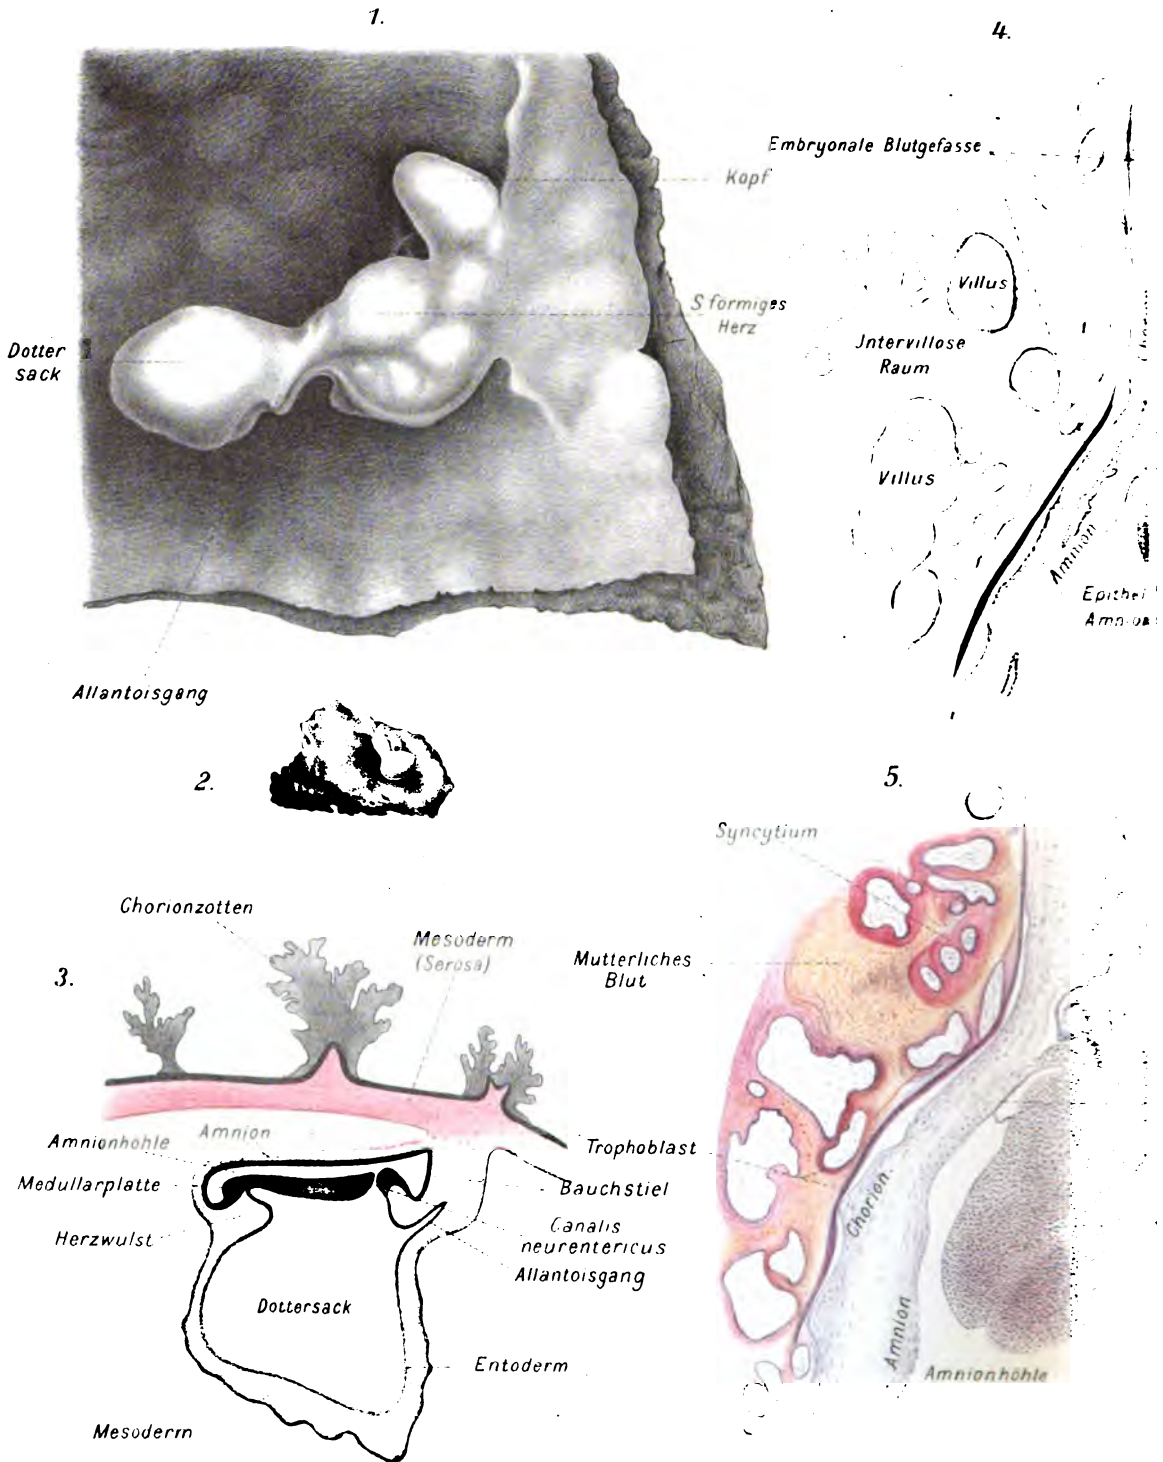 1.
Kopf
S förmiges
Herz
Dotter
sack
Allantoisgang
2.
3.
Chorionzotten
Mesoderm
(Serosa)
Amnionhöhle
Amnion
Medullarplatte
Herzwulst
Bauchstiel
Canalis
neurentericus
Allantoisgang
Dottersack
Entoderm
Mesoderm
4.
Embryonale Blutgefasse
Villus
Jntervillose
Raum
Villus
Amnion
Epithel
5.
Syncytium
Mutterliches
Blut
Trophoblast
Chorion
Amnion
Amnionhöhle